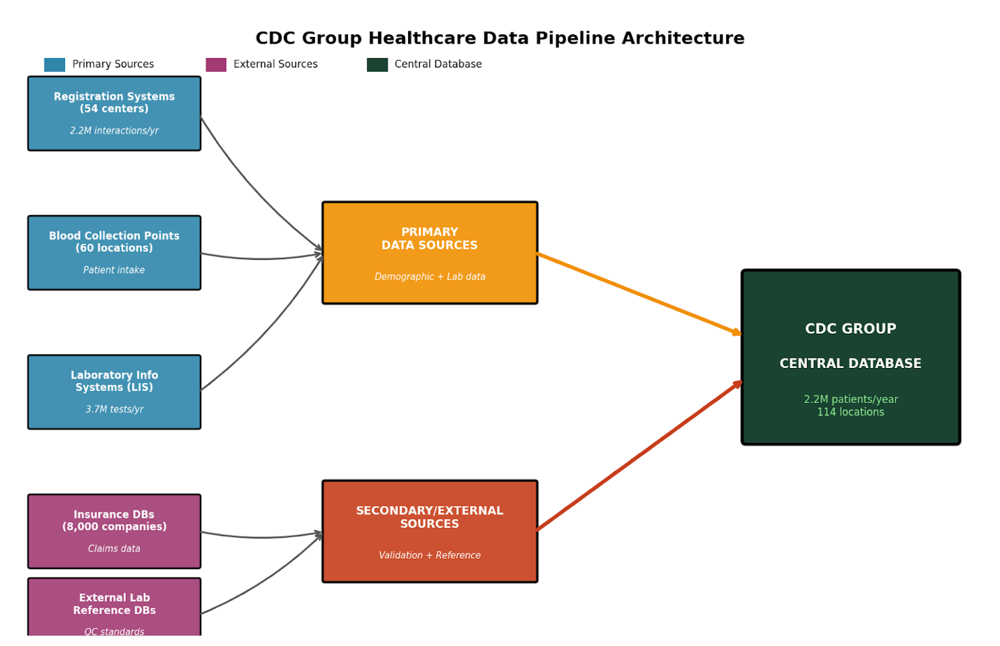 CDC Group Healthcare Data Pipeline Architecture
Primary Sources
External Sources
Central Database
Registration Systems
(54 centers)
2.2M interactions/yr
Blood Collection Points
(60 locations)
Patient intake
Laboratory Info
Systems (LIS)
3.7M tests/yr
Insurance DBs
(8,000 companies)
Claims data
External Lab
Reference DBs
QC standards
PRIMARY
DATA SOURCES
Demographic + Lab data
SECONDARY/EXTERNAL
SOURCES
Validation + Reference
CDC GROUP
CENTRAL DATABASE
2.2M patients/year
114 locations